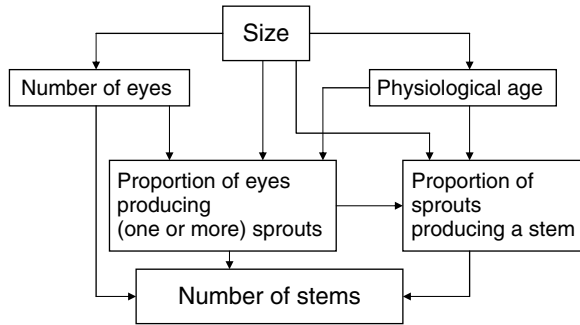 Size
Number of eyes
Physiological age
Proportion of eyes
producing
(one or more) sprouts
Proportion of
sprouts
producing a stem
Number of stems